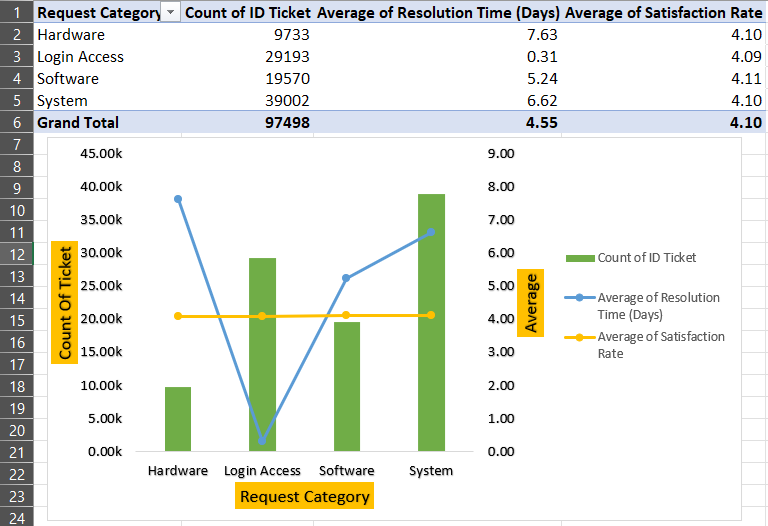 1 Request Category Count of ID Ticket Average of Resolution Time (Days) Average of Satisfaction Rate
2 Hardware 9733 7.63 4.10
3 Login Access 29193 0.31 4.09
4 Software 19570 5.24 4.11
5 System 39002 6.62 4.10
6 Grand Total 97498 4.55 4.10
7
8
9
10
11
12
13
14
15
16
17
18
19
20
21
22
23
24
Count Of Ticket
45.00k
40.00k
35.00k
30.00k
25.00k
20.00k
15.00k
10.00k
5.00k
0.00k
9.00
8.00
7.00
6.00
5.00
4.00
3.00
2.00
1.00
0.00
Average
Hardware Login Access Software System
Request Category
Count of ID Ticket
Average of Resolution
Time (Days)
Average of Satisfaction
Rate